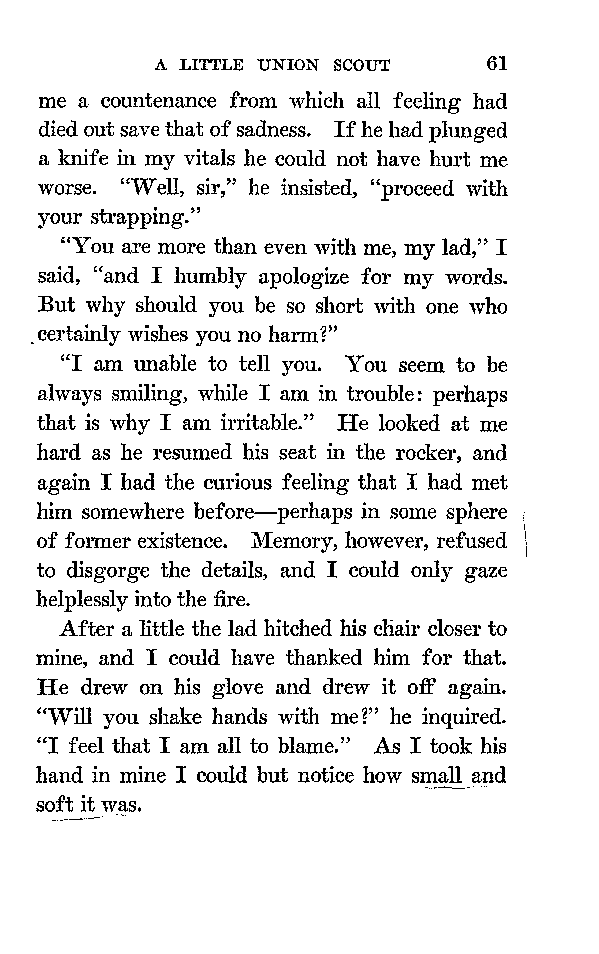 A LITTLE UNION SCOUT 61
me a countenance from which all feeling had
died out save that of sadness. If he had plunged
a knife in my vitals he could not have hurt me
worse. “Well, sir,” he insisted, “proceed with
your strapping.”
“You are more than even with me, my lad,” I
said, “and I humbly apologize for my words.
But why should you be so short with one who
certainly wishes you no harm?”
“I am unable to tell you. You seem to be
always smiling, while I am in trouble: perhaps
that is why I am irritable.” He looked at me
hard as he resumed his seat in the rocker, and
again I had the curious feeling that I had met
him somewhere before—perhaps in some sphere
of former existence. Memory, however, refused
to disgorge the details, and I could only gaze
helplessly into the fire.
After a little the lad hitched his chair closer to
mine, and I could have thanked him for that.
He drew on his glove and drew it off again.
“Will you shake hands with me?” he inquired.
“I feel that I am all to blame.” As I took his
hand in mine I could but notice how small and
soft it was.